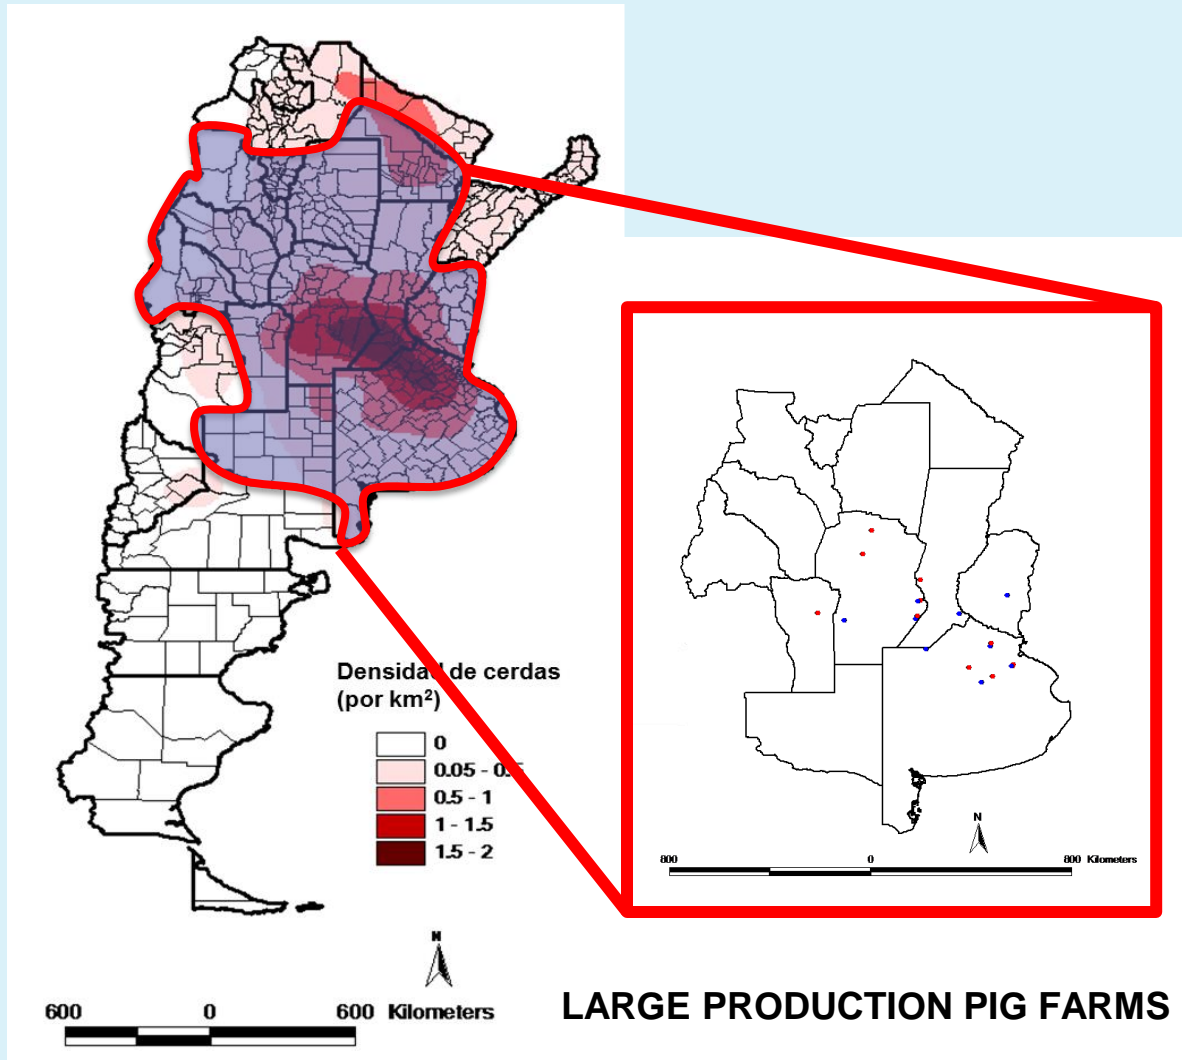 Densidad de cerdas
(por km²)
0
0.05 - 0.5
0.5 - 1
1 - 1.5
1.5 - 2
N
600 0 600 Kilometers
N
800 0 800 Kilometers
LARGE PRODUCTION PIG FARMS